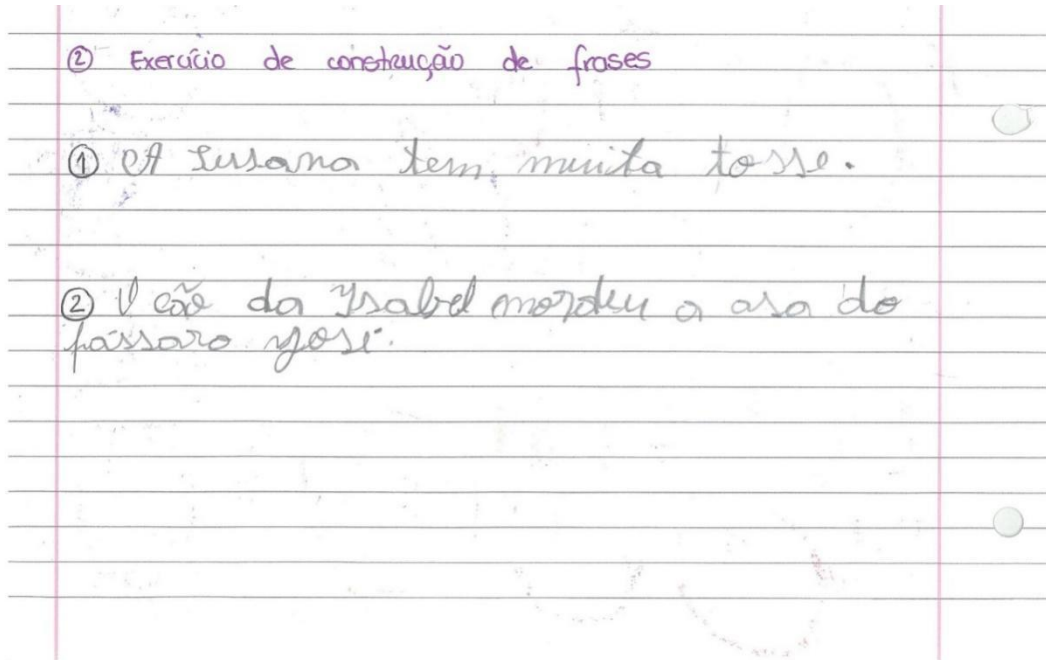 ② Exercício de construção de frases
① A Susana tem muita tosse.
② O cão da Isabel mordeu a asa do
pássaro José.